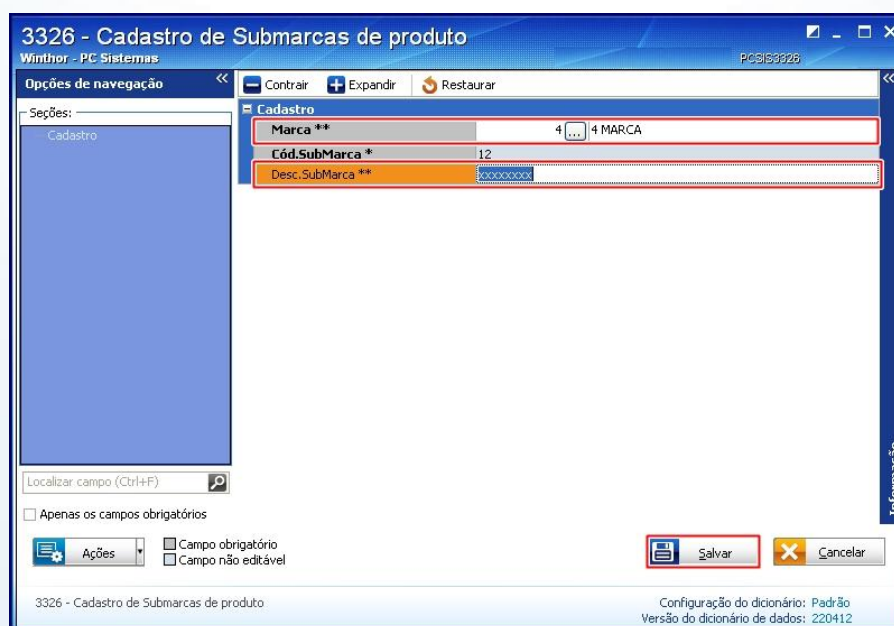 3326 - Cadastro de Submarcas de produto
Winthor - PC Sistemas
PCSIS3326
Opções de navegação
Contrair Expandir Restaurar
Seções:
Cadastro
Cadastro
Marca ** 4 ... 4 MARCA
Cód.SubMarca * 12
Desc.SubMarca ** xxxxxxxx
Informação
Localizar campo (Ctrl+F)
Apenas os campos obrigatórios
Ações
Campo obrigatório
Campo não editável
Salvar
Cancelar
3326 - Cadastro de Submarcas de produto
Configuração do dicionário: Padrão
Versão do dicionário de dados: 220412